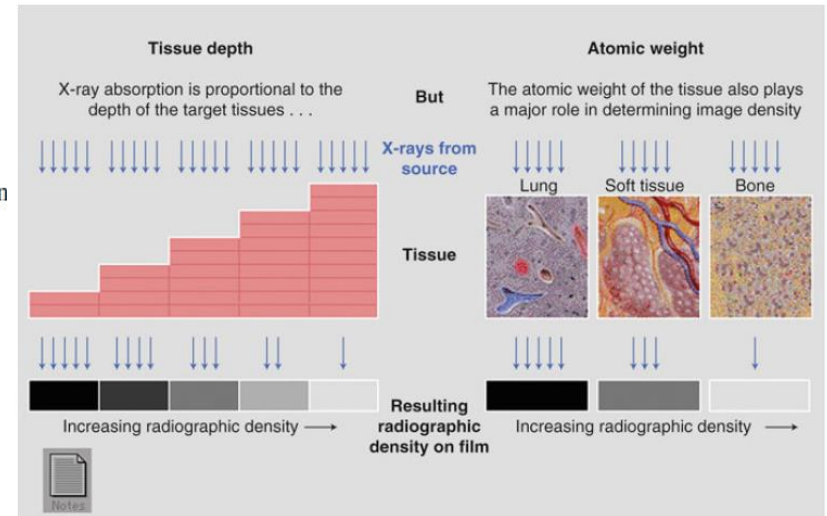 Tissue depth
X-ray absorption is proportional to the
depth of the target tissues . . .
But
Atomic weight
The atomic weight of the tissue also plays
a major role in determining image density
X-rays from
source
Lung
Soft tissue
Bone
Tissue
Increasing radiographic density
Resulting
radiographic
density on film
Increasing radiographic density
Notes